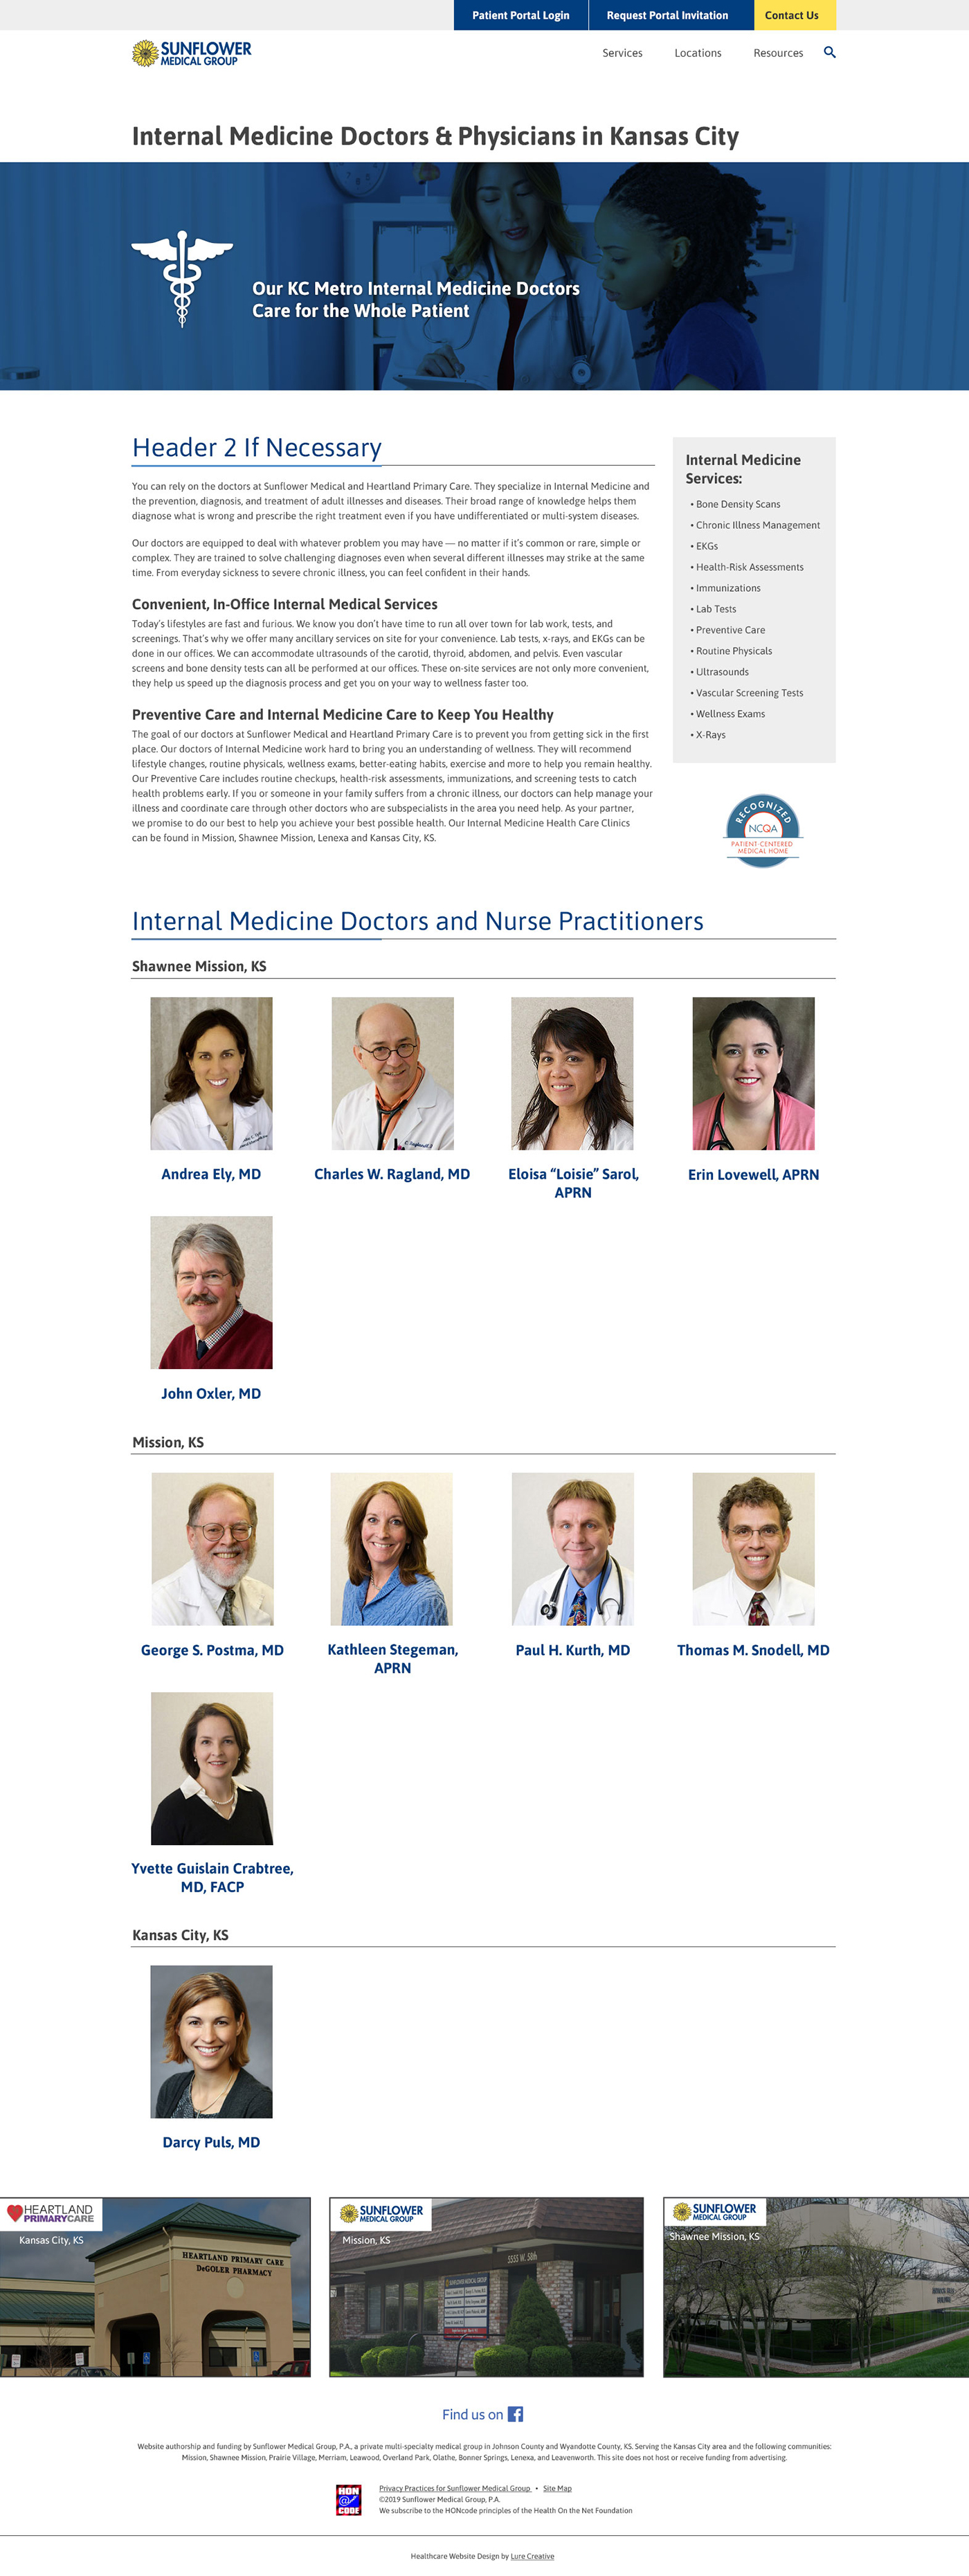 Patient Portal Login
Request Portal Invitation
Contact Us
SUNFLOWER
MEDICAL GROUP
Services
Locations
Resources
Internal Medicine Doctors & Physicians in Kansas City
Our KC Metro Internal Medicine Doctors
Care for the Whole Patient
Header 2 If Necessary
You can rely on the doctors at Sunflower Medical and Heartland Primary Care. They specialize in Internal Medicine and
the prevention, diagnosis, and treatment of adult illnesses and diseases. Their broad range of knowledge helps them
diagnose what is wrong and prescribe the right treatment even if you have undifferentiated or multi-system diseases.
Our doctors are equipped to deal with whatever problem you may have — no matter if it's common or rare, simple or
complex. They are trained to solve challenging diagnoses even when several different illnesses may strike at the same
time. From everyday sickness to severe chronic illness, you can feel confident in their hands.
Convenient, In-Office Internal Medical Services
Today's lifestyles are fast and furious. We know you don't have time to run all over town for lab work, tests, and
screenings. That's why we offer many ancillary services on site for your convenience. Lab tests, x-rays, and EKGs can be
done in our offices. We can accommodate ultrasounds of the carotid, thyroid, abdomen, and pelvis. Even vascular
screens and bone density tests can all be performed at our offices. These on-site services are not only more convenient,
they help us speed up the diagnosis process and get you on your way to wellness faster too.
Preventive Care and Internal Medicine Care to Keep You Healthy
The goal of our doctors at Sunflower Medical and Heartland Primary Care is to prevent you from getting sick in the first
place. Our doctors of Internal Medicine work hard to bring you an understanding of wellness. They will recommend
lifestyle changes, routine physicals, wellness exams, better-eating habits, exercise and more to help you remain healthy.
Our Preventive Care includes routine checkups, health-risk assessments, immunizations, and screening tests to catch
health problems early. If you or someone in your family suffers from a chronic illness, our doctors can help manage your
illness and coordinate care through other doctors who are subspecialists in the area you need help. As your partner,
we promise to do our best to help you achieve your best possible health. Our Internal Medicine Health Care Clinics
can be found in Mission, Shawnee Mission, Lenexa and Kansas City, KS.
Internal Medicine
Services:
• Bone Density Scans
• Chronic Illness Management
• EKGs
• Health-Risk Assessments
• Immunizations
• Lab Tests
• Preventive Care
• Routine Physicals
• Ultrasounds
• Vascular Screening Tests
• Wellness Exams
• X-Rays
RECOGNIZED
NCQA
PATIENT-CENTERED
MEDICAL HOME
Internal Medicine Doctors and Nurse Practitioners
Shawnee Mission, KS
Andrea Ely, MD
Charles W. Ragland, MD
Eloisa “Loisie” Sarol,
APRN
Erin Lovewell, APRN
John Oxler, MD
Mission, KS
George S. Postma, MD
Kathleen Stegeman,
APRN
Paul H. Kurth, MD
Thomas M. Snodell, MD
Yvette Guislain Crabtree,
MD, FACP
Kansas City, KS
Darcy Puls, MD
HEARTLAND
PRIMARYCARE
Kansas City, KS
HEARTLAND PRIMARY CARE
DeGOLER PHARMACY
SUNFLOWER
MEDICAL GROUP
Mission, KS
5555 W. 58th
SUNFLOWER
MEDICAL GROUP
Shawnee Mission, KS
Find us on
Website authorship and funding by Sunflower Medical Group, P.A., a private multi-specialty medical group in Johnson County and Wyandotte County, KS. Serving the Kansas City area and the following communities:
Mission, Shawnee Mission, Prairie Village, Merriam, Leawood, Overland Park, Olathe, Bonner Springs, Lenexa, and Leavenworth. This site does not host or receive funding from advertising.
HON
@
CODE
Privacy Practices for Sunflower Medical Group • Site Map
©2019 Sunflower Medical Group, P.A.
We subscribe to the HONcode principles of the Health On the Net Foundation
Healthcare Website Design by Lure Creative